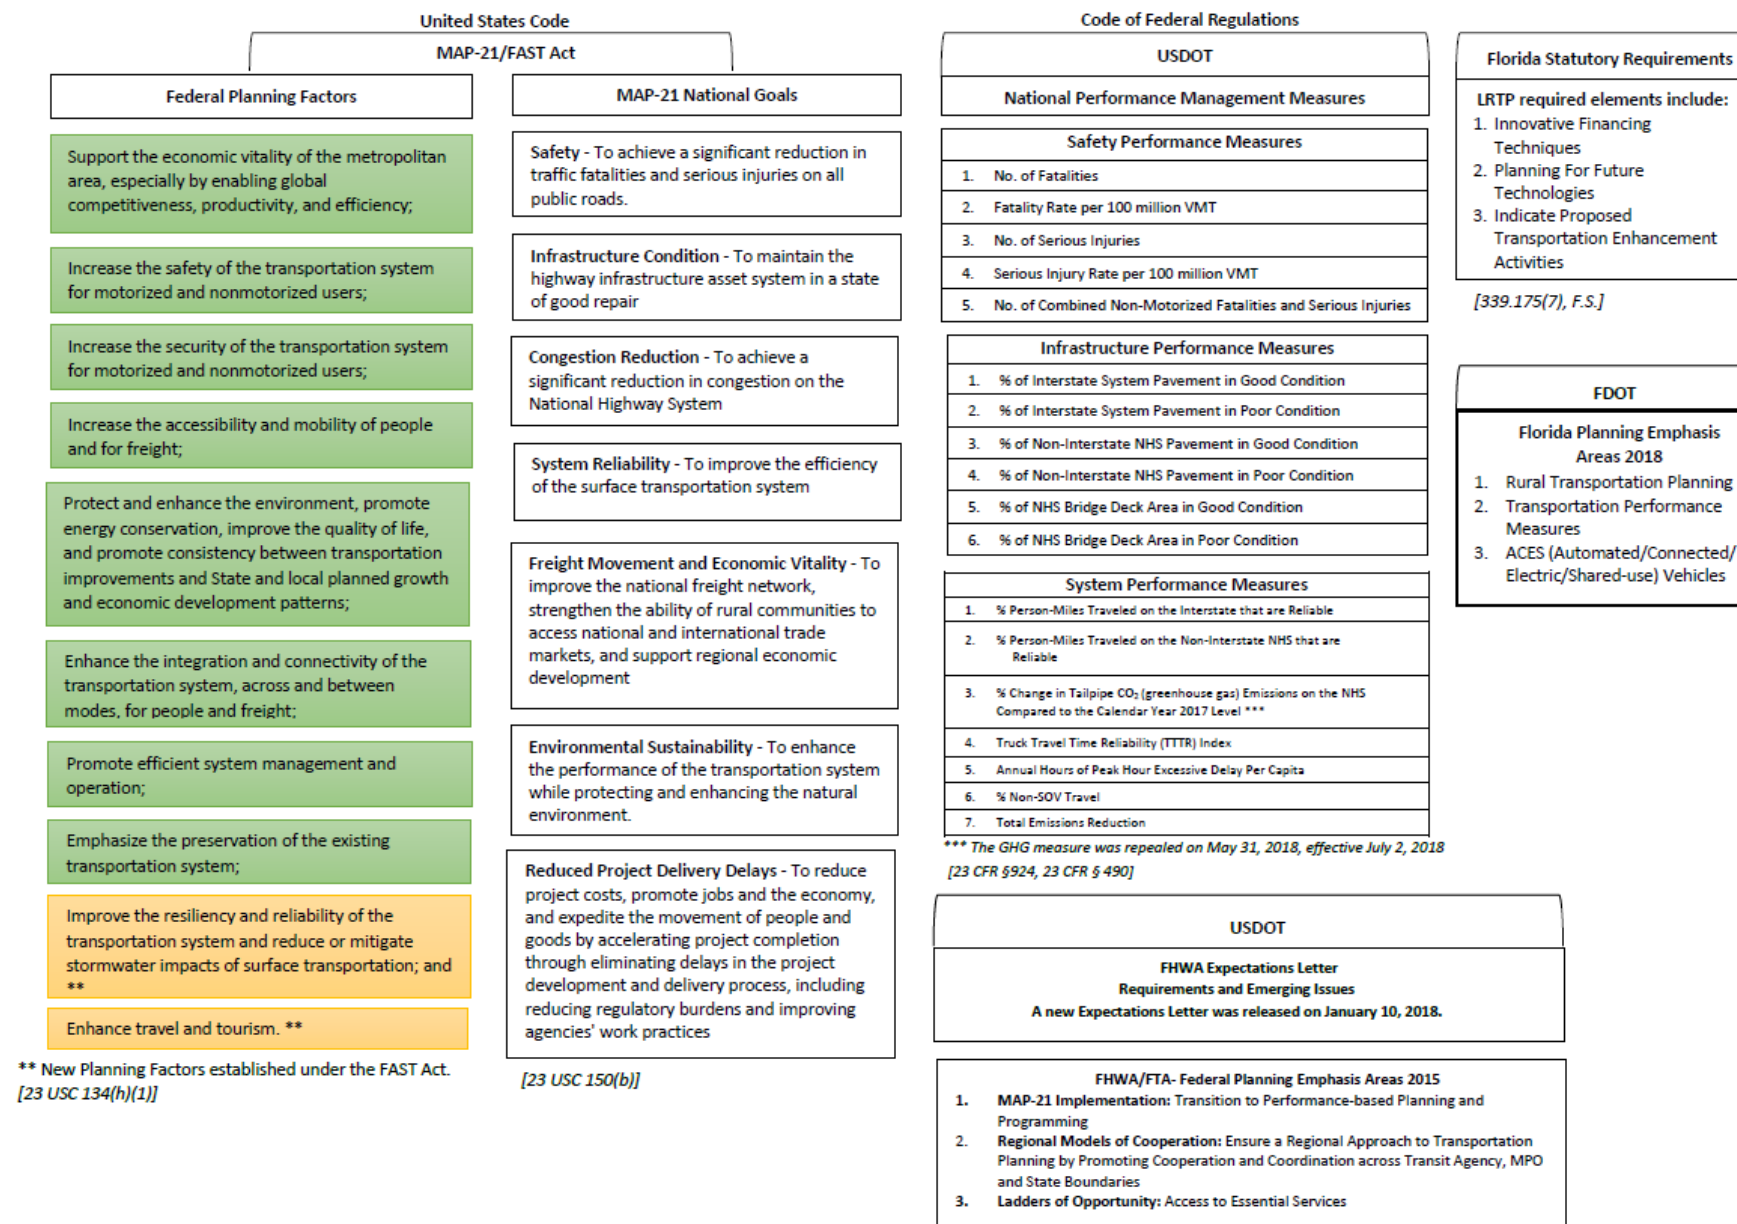 United States Code
MAP-21/FAST Act
Federal Planning Factors
Support the economic vitality of the metropolitan
area, especially by enabling global
competitiveness, productivity, and efficiency;
Increase the safety of the transportation system
for motorized and nonmotorized users;
Increase the security of the transportation system
for motorized and nonmotorized users;
Increase the accessibility and mobility of people
and for freight;
Protect and enhance the environment, promote
energy conservation, improve the quality of life,
and promote consistency between transportation
improvements and State and local planned growth
and economic development patterns;
Enhance the integration and connectivity of the
transportation system, across and between
modes, for people and freight;
Promote efficient system management and
operation;
Emphasize the preservation of the existing
transportation system;
Improve the resiliency and reliability of the
transportation system and reduce or mitigate
stormwater impacts of surface transportation; and
**
Enhance travel and tourism. **
** New Planning Factors established under the FAST Act.
[23 USC 134(h)(1)]
MAP-21 National Goals
Safety - To achieve a significant reduction in
traffic fatalities and serious injuries on all
public roads.
Infrastructure Condition - To maintain the
highway infrastructure asset system in a state
of good repair
Congestion Reduction - To achieve a
significant reduction in congestion on the
National Highway System
System Reliability - To improve the efficiency
of the surface transportation system
Freight Movement and Economic Vitality - To
improve the national freight network,
strengthen the ability of rural communities to
access national and international trade
markets, and support regional economic
development
Environmental Sustainability - To enhance
the performance of the transportation system
while protecting and enhancing the natural
environment.
Reduced Project Delivery Delays - To reduce
project costs, promote jobs and the economy,
and expedite the movement of people and
goods by accelerating project completion
through eliminating delays in the project
development and delivery process, including
reducing regulatory burdens and improving
agencies' work practices
[23 USC 150(b)]
Code of Federal Regulations
USDOT
National Performance Management Measures
Safety Performance Measures
1. No. of Fatalities
2. Fatality Rate per 100 million VMT
3. No. of Serious Injuries
4. Serious Injury Rate per 100 million VMT
5. No. of Combined Non-Motorized Fatalities and Serious Injuries
Infrastructure Performance Measures
1. % of Interstate System Pavement in Good Condition
2. % of Interstate System Pavement in Poor Condition
3. % of Non-Interstate NHS Pavement in Good Condition
4. % of Non-Interstate NHS Pavement in Poor Condition
5. % of NHS Bridge Deck Area in Good Condition
6. % of NHS Bridge Deck Area in Poor Condition
System Performance Measures
1. % Person-Miles Traveled on the Interstate that are Reliable
2. % Person-Miles Traveled on the Non-Interstate NHS that are
Reliable
3. % Change in Tailpipe CO₂ (greenhouse gas) Emissions on the NHS
Compared to the Calendar Year 2017 Level ***
4. Truck Travel Time Reliability (TTTR) Index
5. Annual Hours of Peak Hour Excessive Delay Per Capita
6. % Non-SOV Travel
7. Total Emissions Reduction
*** The GHG measure was repealed on May 31, 2018, effective July 2, 2018
[23 CFR §924, 23 CFR § 490]
USDOT
FHWA Expectations Letter
Requirements and Emerging Issues
A new Expectations Letter was released on January 10, 2018.
FHWA/FTA- Federal Planning Emphasis Areas 2015
1. MAP-21 Implementation: Transition to Performance-based Planning and
Programming
2. Regional Models of Cooperation: Ensure a Regional Approach to Transportation
Planning by Promoting Cooperation and Coordination across Transit Agency, MPO
and State Boundaries
3. Ladders of Opportunity: Access to Essential Services
Florida Statutory Requirements
LRTP required elements include:
1. Innovative Financing
Techniques
2. Planning For Future
Technologies
3. Indicate Proposed
Transportation Enhancement
Activities
[339.175(7), F.S.]
FDOT
Florida Planning Emphasis
Areas 2018
1. Rural Transportation Planning
2. Transportation Performance
Measures
3. ACES (Automated/Connected/
Electric/Shared-use) Vehicles